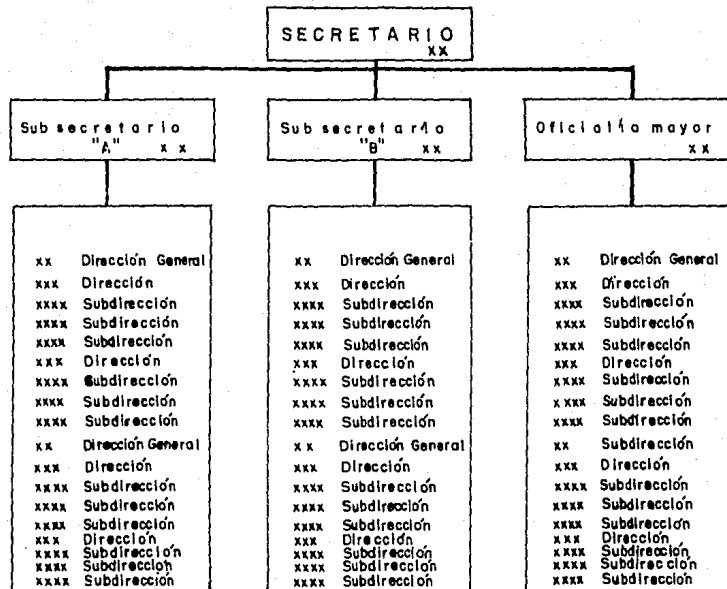 SECRETARIO
xx
Subsecretario
"A" x x
Subsecretario
"B" xx
Oficialía mayor
xx
xx Dirección General
xxx Dirección
xxxx Subdirección
xxxx Subdirección
xxxx Subdirección
xxx Dirección
xxxx Subdirección
xxxx Subdirección
xxxx Subdirección
xx Dirección General
xxx Dirección
xxxx Subdirección
xxxx Subdirección
xxxx Subdirección
xxx Dirección
xxxx Subdirección
xxxx Subdirección
xxxx Subdirección
xx Dirección General
xxx Dirección
xxxx Subdirección
xxxx Subdirección
xxxx Subdirección
xxx Dirección
xxxx Subdirección
xxxx Subdirección
xxxx Subdirección
xx Dirección General
xxx Dirección
xxxx Subdirección
xxxx Subdirección
xxxx Subdirección
xxx Dirección
xxxx Subdirección
xxxx Subdirección
xxxx Subdirección
xx Dirección General
xxx Dirección
xxxx Subdirección
xxxx Subdirección
xxxx Subdirección
xxx Dirección
xxxx Subdirección
x xxx Subdirección
xxxx Subdirección
xx Subdirección
xxx Dirección
xxxx Subdirección
xxxx Subdirección
xxxx Subdirección
xxx Dirección
xxxx Subdirección
xxxx Subdirección
xxxx Subdirección